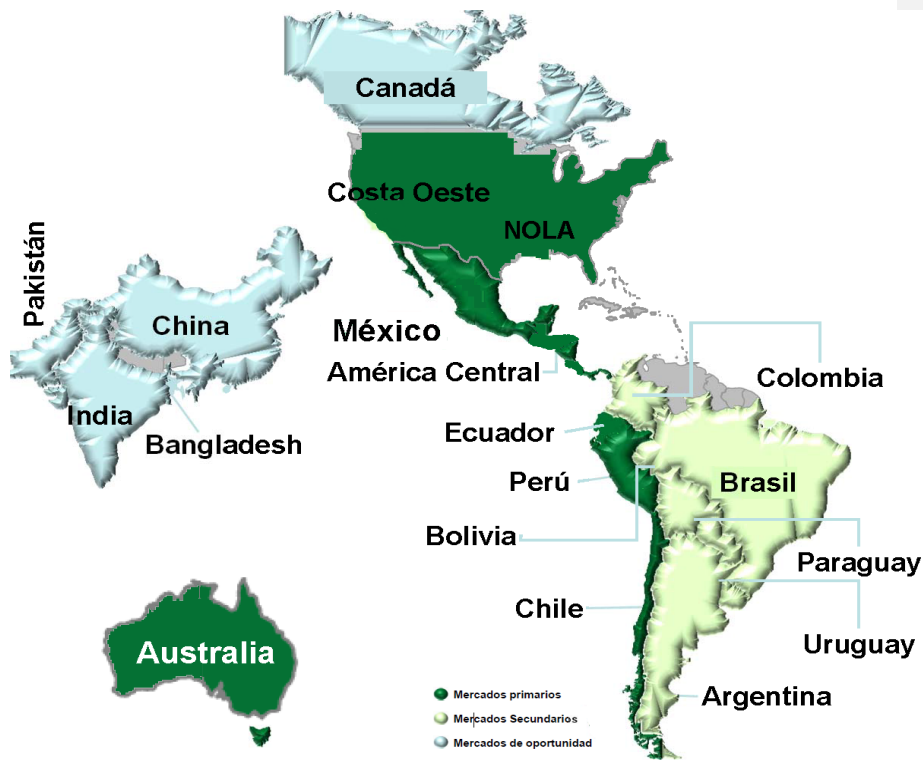 Canadá
Costa Oeste
NOLA
Pakistán
China
México
América Central
Colombia
India
Bangladesh
Ecuador
Perú
Brasil
Bolivia
Paraguay
Chile
Uruguay
Australia
Argentina
Mercados primarios
Mercados Secundarios
Mercados de oportunidad